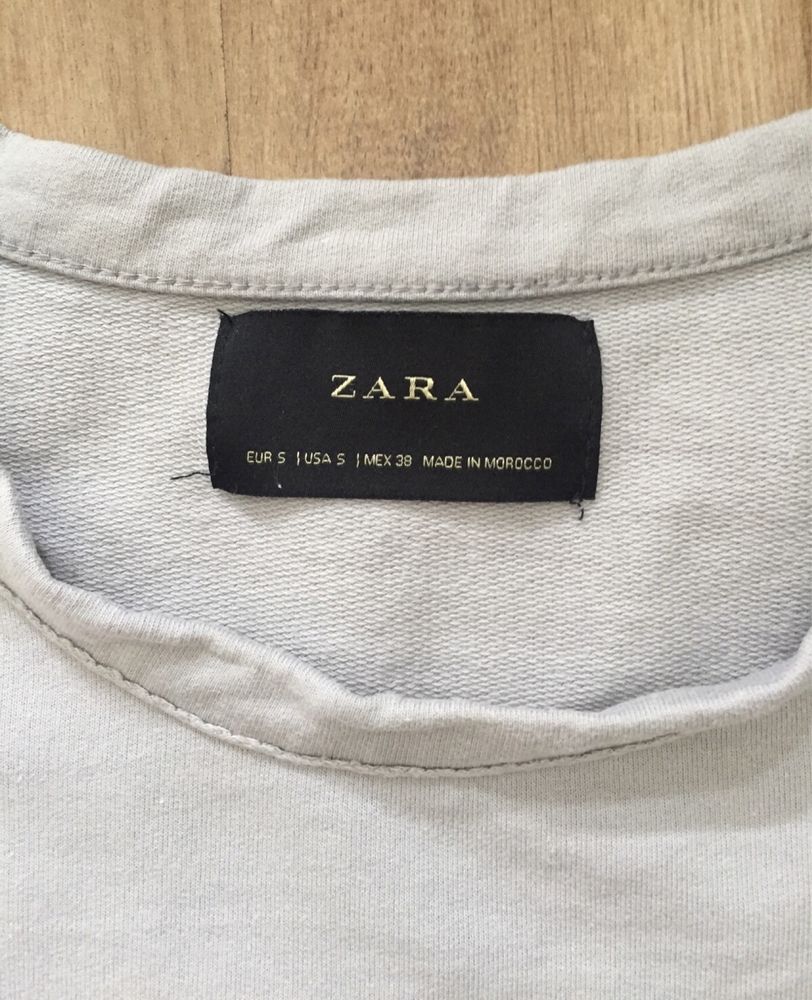 ZARA
EUR S | USA S | MEX 38 MADE IN MOROCCO